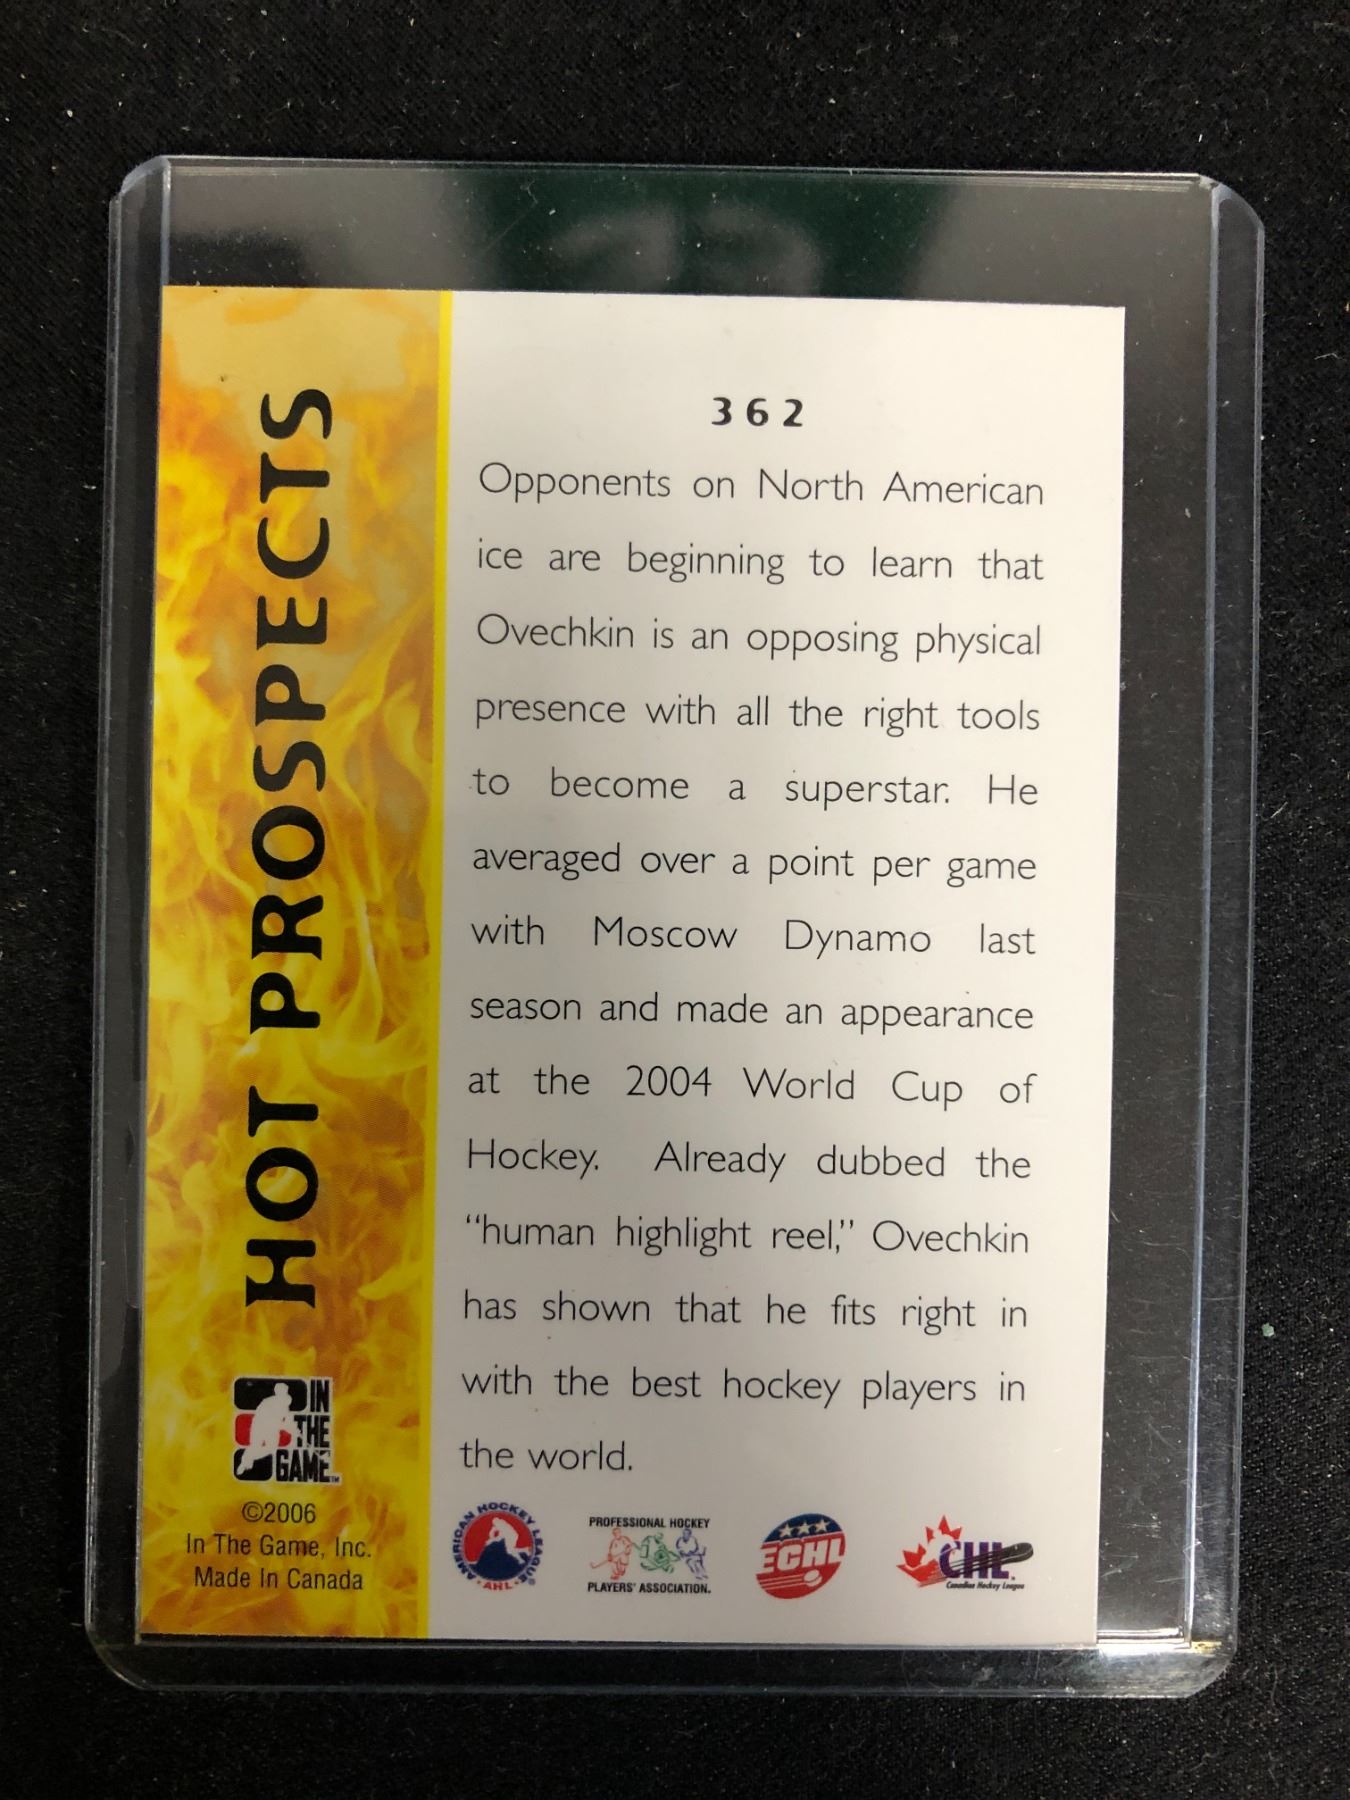 HOT PROSPECTS
IN
THE
GAME
©2006
In The Game, Inc.
Made In Canada
362
Opponents on North American
ice are beginning to learn that
Ovechkin is an opposing physical
presence with all the right tools
to become a superstar. He
averaged over a point per game
with Moscow Dynamo last
season and made an appearance
at the 2004 World Cup of
Hockey. Already dubbed the
“human highlight reel,” Ovechkin
has shown that he fits right in
with the best hockey players in
the world.
AMERICAN HOCKEY LEAGUE
AHL
PROFESSIONAL HOCKEY
PLAYERS' ASSOCIATION.
ECHL
CHL
Canadian Hockey League